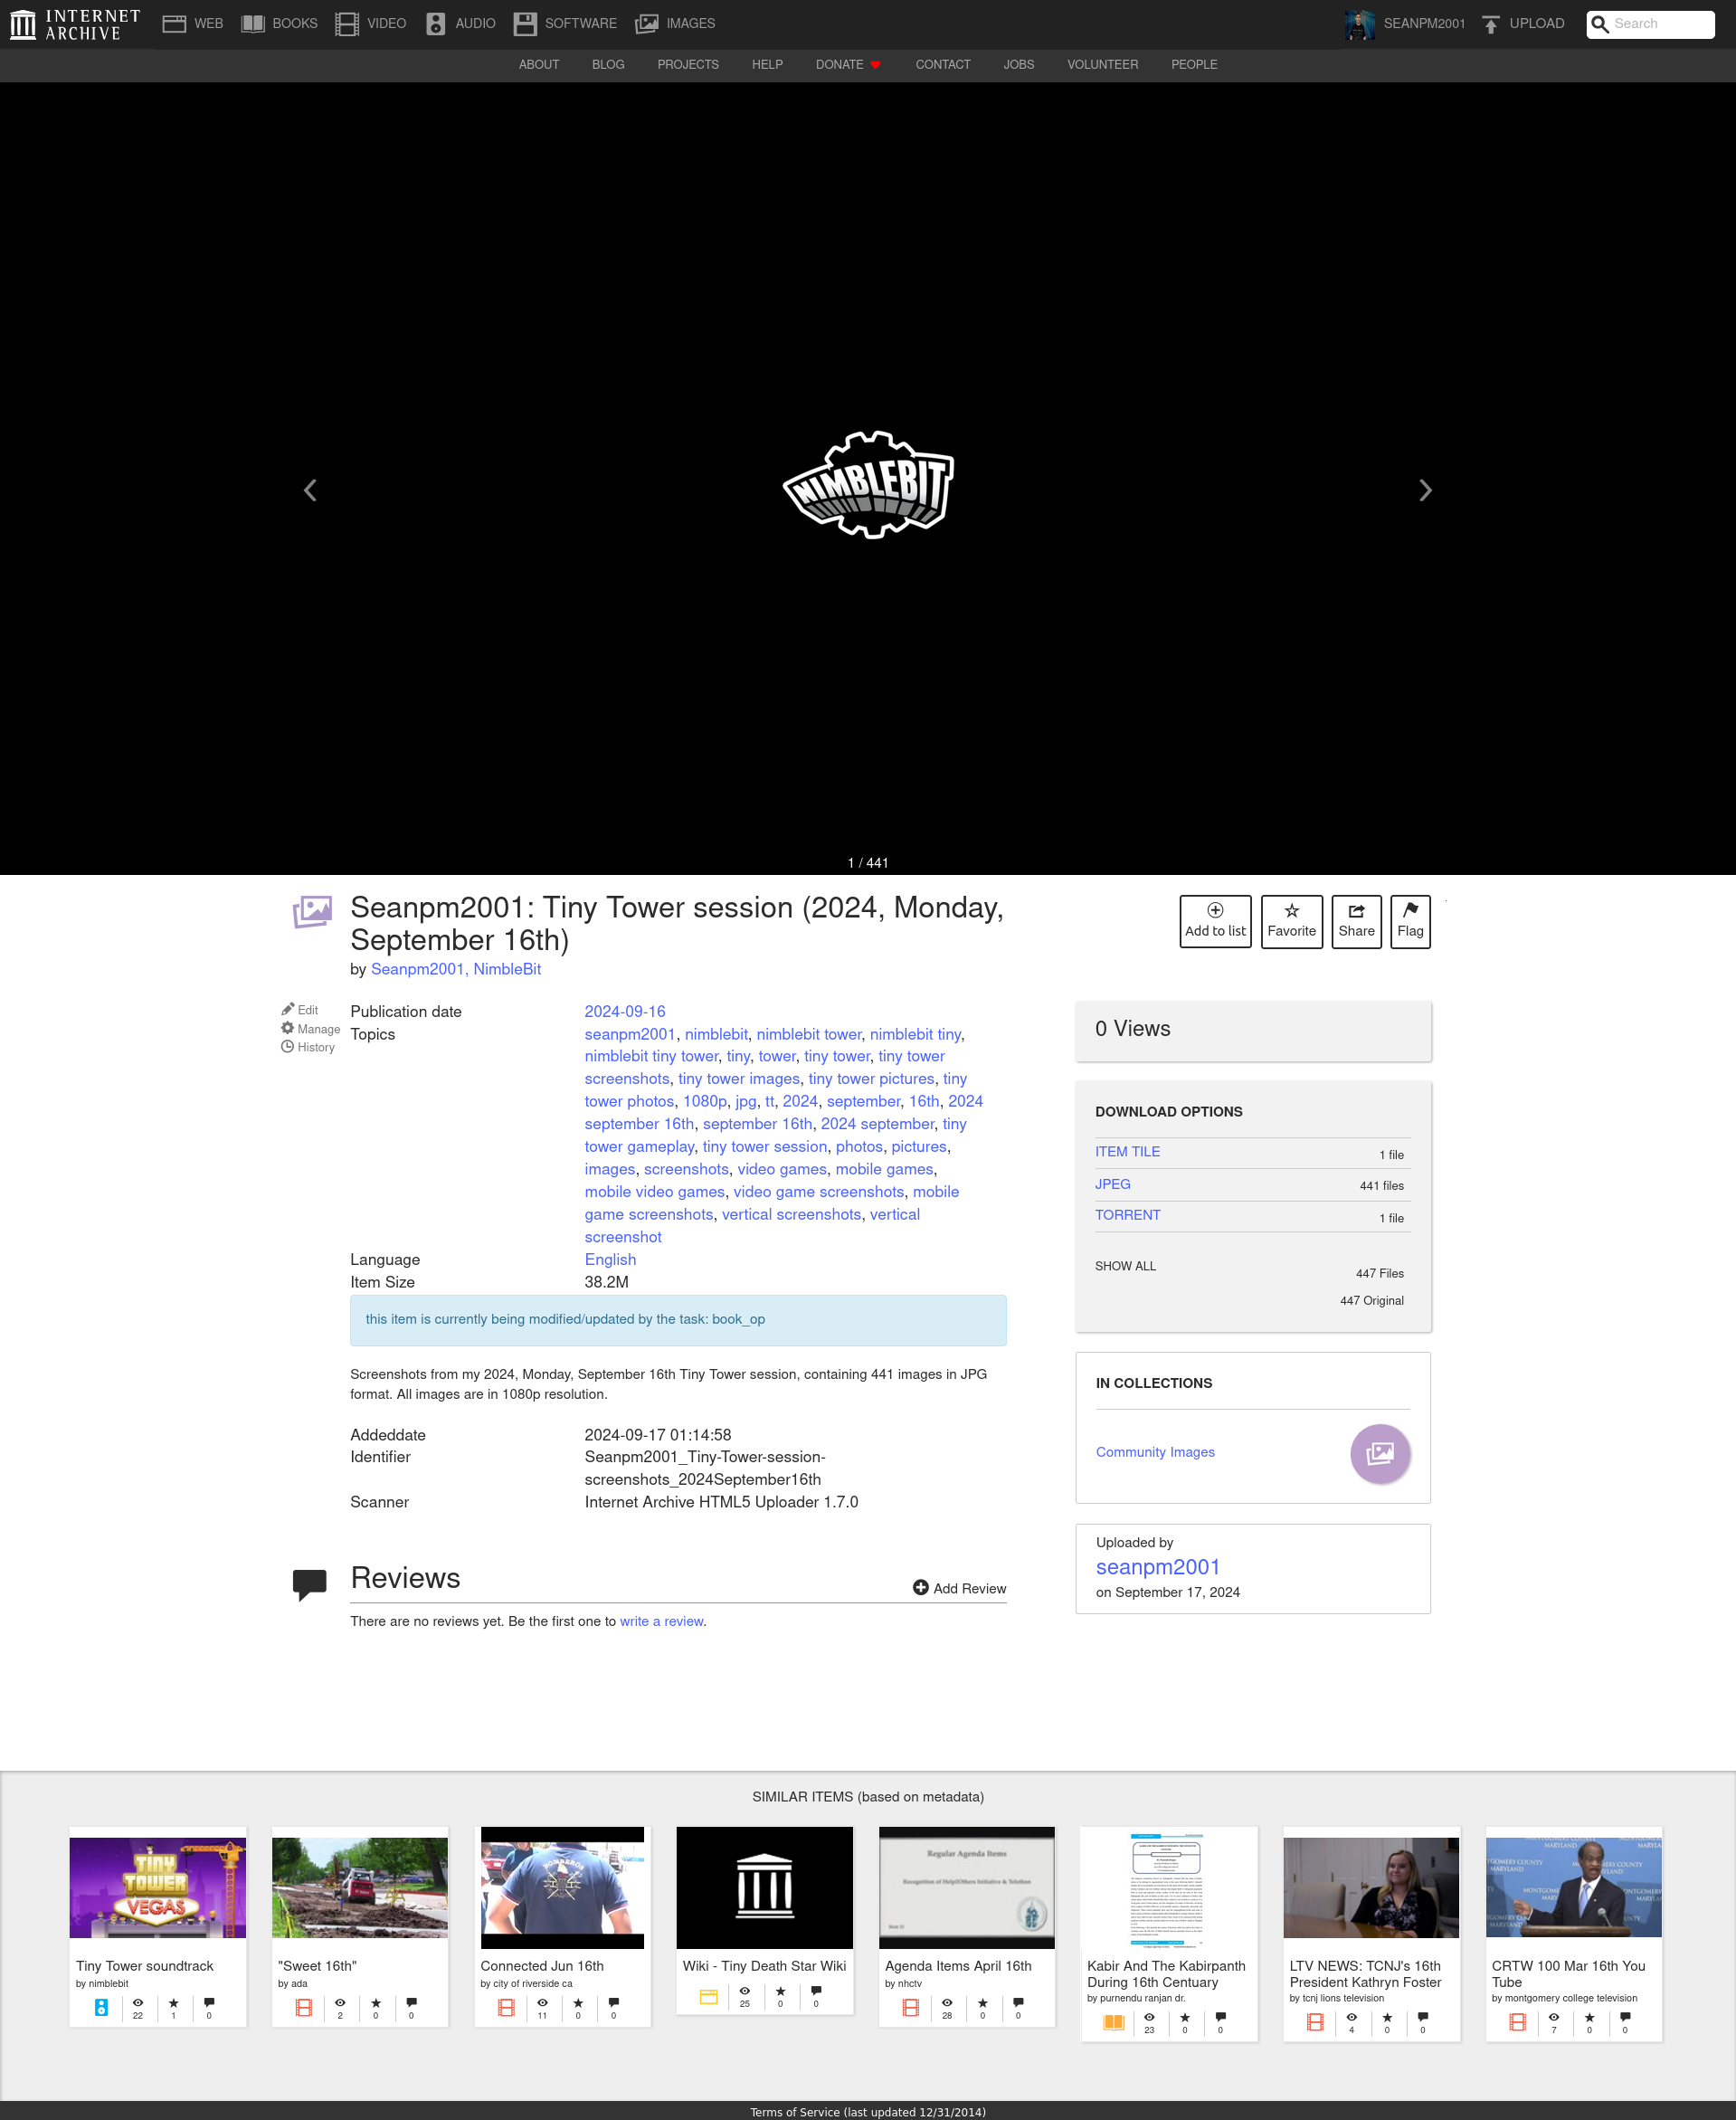 INTERNET ARCHIVE
WEB
BOOKS
VIDEO
AUDIO
SOFTWARE
IMAGES
SEANPM2001
UPLOAD
Search
ABOUT
BLOG
PROJECTS
HELP
DONATE
CONTACT
JOBS
VOLUNTEER
PEOPLE
NIMBLEBIT
1 / 441
Seanpm2001: Tiny Tower session (2024, Monday,
September 16th)
by Seanpm2001, NimbleBit
Add to list
Favorite
Share
Flag
Edit
Manage
History
Publication date 2024-09-16
Topics seanpm2001, nimblebit, nimblebit tower, nimblebit tiny,
nimblebit tiny tower, tiny, tower, tiny tower, tiny tower
screenshots, tiny tower images, tiny tower pictures, tiny
tower photos, 1080p, jpg, tt, 2024, september, 16th, 2024
september 16th, september 16th, 2024 september, tiny
tower gameplay, tiny tower session, photos, pictures,
images, screenshots, video games, mobile games,
mobile video games, video game screenshots, mobile
game screenshots, vertical screenshots, vertical
screenshot
Language English
Item Size 38.2M
this item is currently being modified/updated by the task: book_op
Screenshots from my 2024, Monday, September 16th Tiny Tower session, containing 441 images in JPG
format. All images are in 1080p resolution.
Addeddate 2024-09-17 01:14:58
Identifier Seanpm2001_Tiny-Tower-session-
screenshots_2024September16th
Scanner Internet Archive HTML5 Uploader 1.7.0
Reviews
Add Review
There are no reviews yet. Be the first one to write a review.
0 Views
DOWNLOAD OPTIONS
ITEM TILE 1 file
JPEG 441 files
TORRENT 1 file
SHOW ALL 447 Files
447 Original
IN COLLECTIONS
Community Images
Uploaded by
seanpm2001
on September 17, 2024
SIMILAR ITEMS (based on metadata)
TINY
TOWER
VEGAS
Tiny Tower soundtrack
by nimblebit
22 1 0
"Sweet 16th"
by ada
2 0 0
BOMBEROS
Connected Jun 16th
by city of riverside ca
11 0 0
Wiki - Tiny Death Star Wiki
25 0 0
Regular Agenda Items
Recognition of Help2Others Initiative & Telethon
Agenda Items April 16th
by nhctv
28 0 0
Kabir And The Kabirpanth
During 16th Centuary
by purnendu ranjan dr.
23 0 0
LTV NEWS: TCNJ's 16th
President Kathryn Foster
by tcnj lions television
4 0 0
MONTGOMERY COUNTY
MARYLAND
CRTW 100 Mar 16th You
Tube
by montgomery college television
7 0 0
Terms of Service (last updated 12/31/2014)